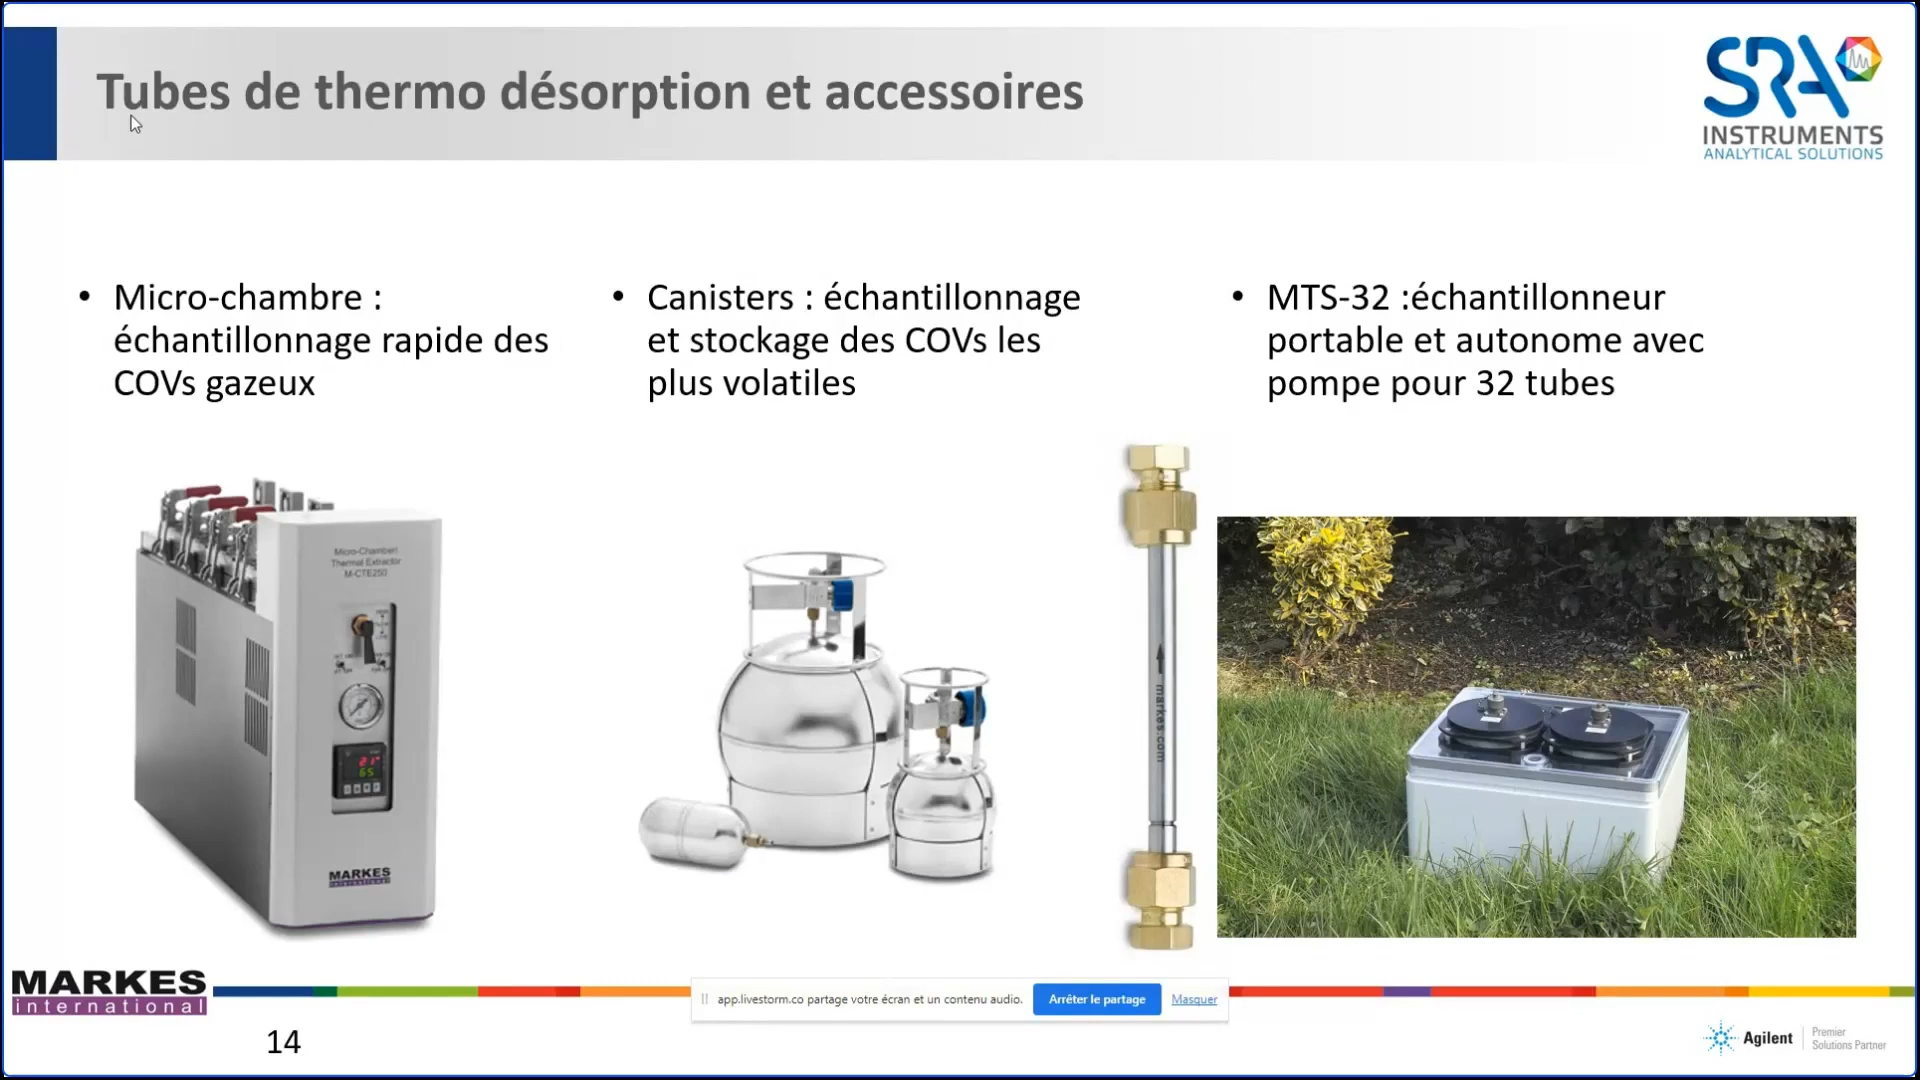 Tubes de thermo désorption et accessoires
SRA
INSTRUMENTS
ANALYTICAL SOLUTIONS
• Micro-chambre :
échantillonnage rapide des
COVs gazeux
• Canisters : échantillonnage
et stockage des COVs les
plus volatiles
• MTS-32 :échantillonneur
portable et autonome avec
pompe pour 32 tubes
Micro-Chamber/
Thermal Extractor
M-CTE250
21
65
MARKES
international
markes.com
MARKES
international
app.livestorm.co partage votre écran et un contenu audio.
Arrêter le partage
Masquer
14
Agilent
Premier
Solutions Partner